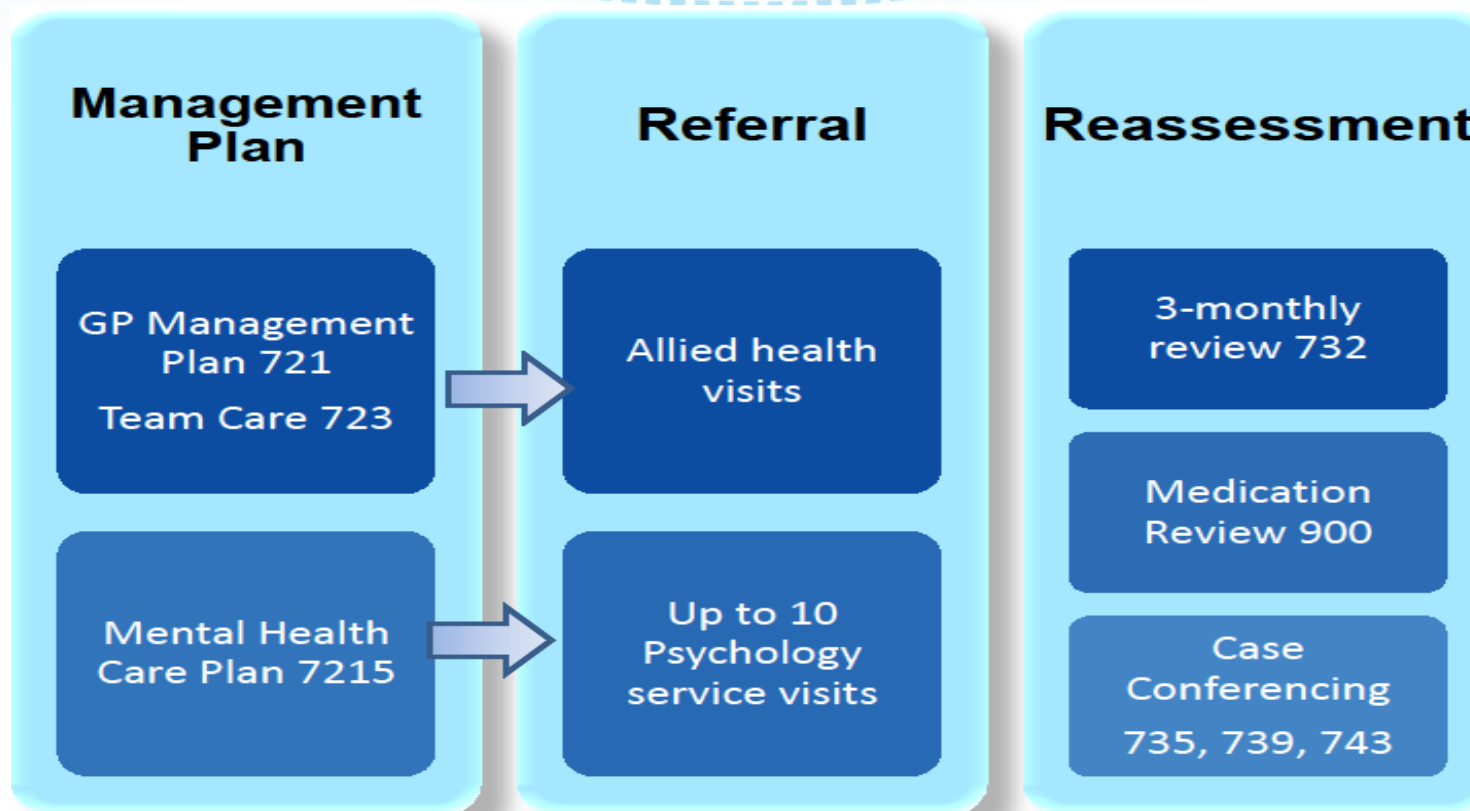 Management
Plan
GP Management
Plan 721
Team Care 723
Mental Health
Care Plan 7215
Referral
Allied health
visits
Up to 10
Psychology
service visits
Reassessment
3-monthly
review 732
Medication
Review 900
Case
Conferencing
735, 739, 743